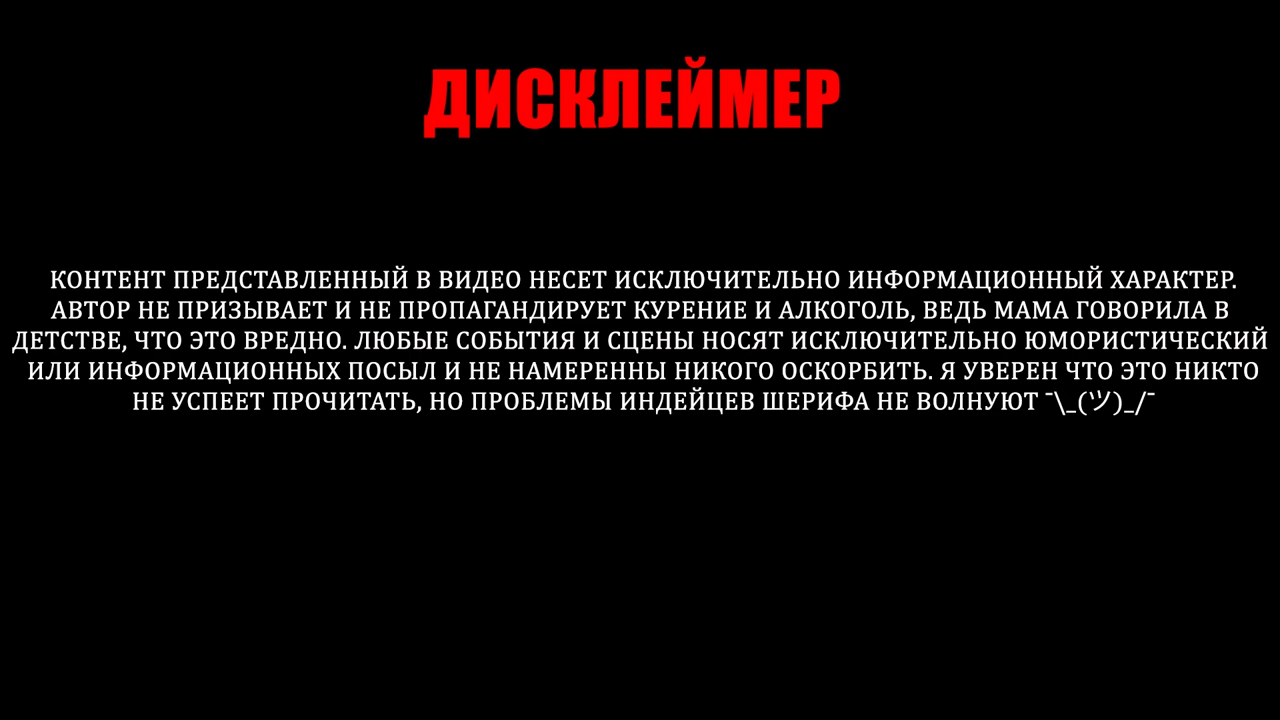 ДИСКЛЕЙМЕР
КОНТЕНТ ПРЕДСТАВЛЕННЫЙ В ВИДЕО НЕСЕТ ИСКЛЮЧИТЕЛЬНО ИНФОРМАЦИОННЫЙ ХАРАКТЕР.
АВТОР НЕ ПРИЗЫВАЕТ И НЕ ПРОПАГАНДИРУЕТ КУРЕНИЕ И АЛКОГОЛЬ, ВЕДЬ МАМА ГОВОРИЛА В
ДЕТСТВЕ, ЧТО ЭТО ВРЕДНО. ЛЮБЫЕ СОБЫТИЯ И СЦЕНЫ НОСЯТ ИСКЛЮЧИТЕЛЬНО ЮМОРИСТИЧЕСКИЙ
ИЛИ ИНФОРМАЦИОННЫХ ПОСЫЛ И НЕ НАМЕРЕННЫ НИКОГО ОСКОРБИТЬ. Я УВЕРЕН ЧТО ЭТО НИКТО
НЕ УСПЕЕТ ПРОЧИТАТЬ, НО ПРОБЛЕМЫ ИНДЕЙЦЕВ ШЕРИФА НЕ ВОЛНУЮТ ¯\_(ツ)_/¯